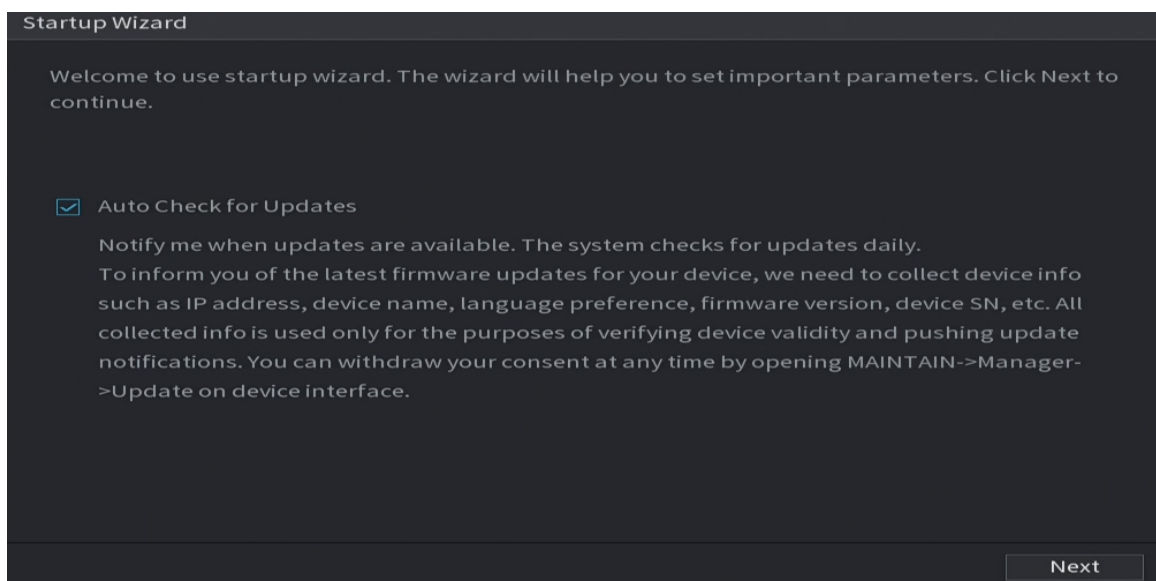 Startup Wizard
Welcome to use startup wizard. The wizard will help you to set important parameters. Click Next to
continue.
Auto Check for Updates
Notify me when updates are available. The system checks for updates daily.
To inform you of the latest firmware updates for your device, we need to collect device info
such as IP address, device name, language preference, firmware version, device SN, etc. All
collected info is used only for the purposes of verifying device validity and pushing update
notifications. You can withdraw your consent at any time by opening MAINTAIN->Manager-
>Update on device interface.
Next